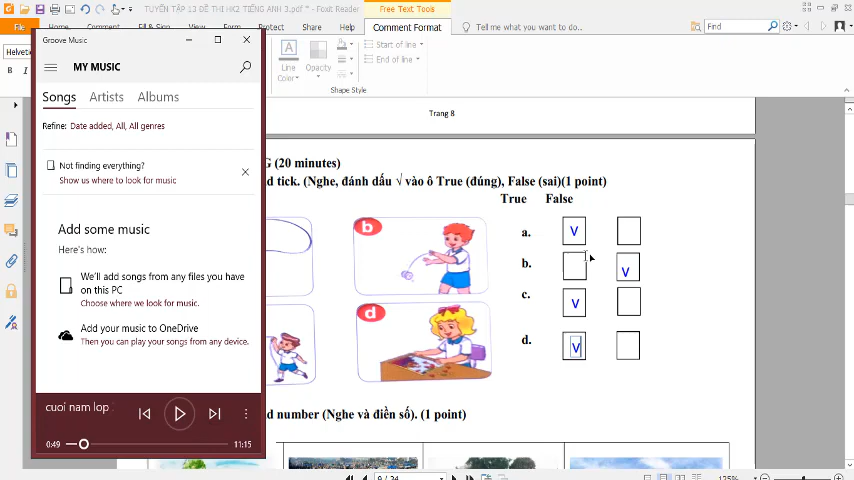 TUYỂN TẬP 13 ĐỀ THI HK2 TIẾNG ANH 3.pdf * - Foxit Reader
Free Text Tools
File
Home
Comment
Fill & Sign
Protect
Share
Help
Comment Format
Tell me what you want to do...
Find
Helvetic
B I
Line Color
Opacity
Start of line
End of line
Shape Style
Groove Music
MY MUSIC
Songs Artists Albums
Refine: Date added, All, All genres
Not finding everything?
Show us where to look for music
Add some music
Here's how:
We'll add songs from any files you have on this PC
Choose where we look for music.
Add your music to OneDrive
Then you can play your songs from any device.
cuoi nam lop
0:49
11:15
Trang 8
G (20 minutes)
d tick. (Nghe, đánh dấu √ vào ô True (đúng), False (sai)(1 point)
True False
a. V
b. V
c. V
d. V
b
d
d number (Nghe và điền số). (1 point)
9 / 34
125%